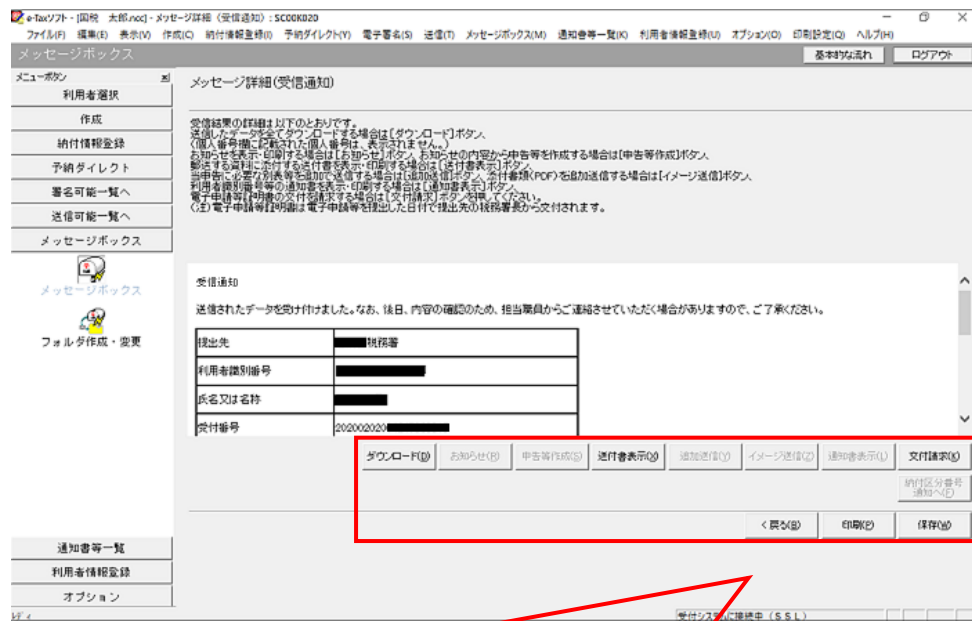 e-Taxソフト - [国税　太郎.ncc] - メッセージ詳細（受信通知）: SC00K020
ファイル(F) 編集(E) 表示(V) 作成(C) 納付情報登録(I) 予納ダイレクト(Y) 電子署名(S) 送信(T) メッセージボックス(M) 通知書等一覧(K) 利用者情報登録(U) オプション(O) 印刷設定(Q) ヘルプ(H)
メッセージボックス 基本的な流れ ログアウト
メニューボタン
利用者選択
作成
納付情報登録
予納ダイレクト
署名可能一覧へ
送信可能一覧へ
メッセージボックス
メッセージボックス
フォルダ作成・変更
通知書等一覧
利用者情報登録
オプション
メッセージ詳細(受信通知)
受信結果の詳細は以下のとおりです。
送信したデータを全てダウンロードする場合は[ダウンロード]ボタン、
(個人番号欄に記載された個人番号は、表示されません。)
お知らせを表示・印刷する場合は[お知らせ]ボタン、お知らせの内容から申告等を作成する場合は[申告等作成]ボタン、
郵送する資料に添付する送付書を表示・印刷する場合は[送付書表示]ボタン、
当申告に必要な別表等を追加で送信する場合は[追加送信]ボタン、添付書類(PDF)を追加送信する場合は[イメージ送信]ボタン、
利用者識別番号等の通知書を表示・印刷する場合は[通知書表示]ボタン、
電子申請等証明書の交付を請求する場合は[交付請求]ボタンを押してください。
(注)電子申請等証明書は電子申請等を提出した日付で提出先の税務署長から交付されます。
受信通知
送信されたデータを受け付けました。なお、後日、内容の確認のため、担当職員からご連絡させていただく場合がありますので、ご了承ください。
提出先 税務署
利用者識別番号
氏名又は名称
受付番号 202002020
ダウンロード(D) お知らせ(R) 申告等作成(S) 送付書表示(X) 追加送信(Y) イメージ送信(Z) 通知書表示(L) 交付請求(K)
納付区分番号
通知へ(F)
< 戻る(B) 印刷(P) 保存(W)
レディ 受付システムに接続中（ＳＳＬ）